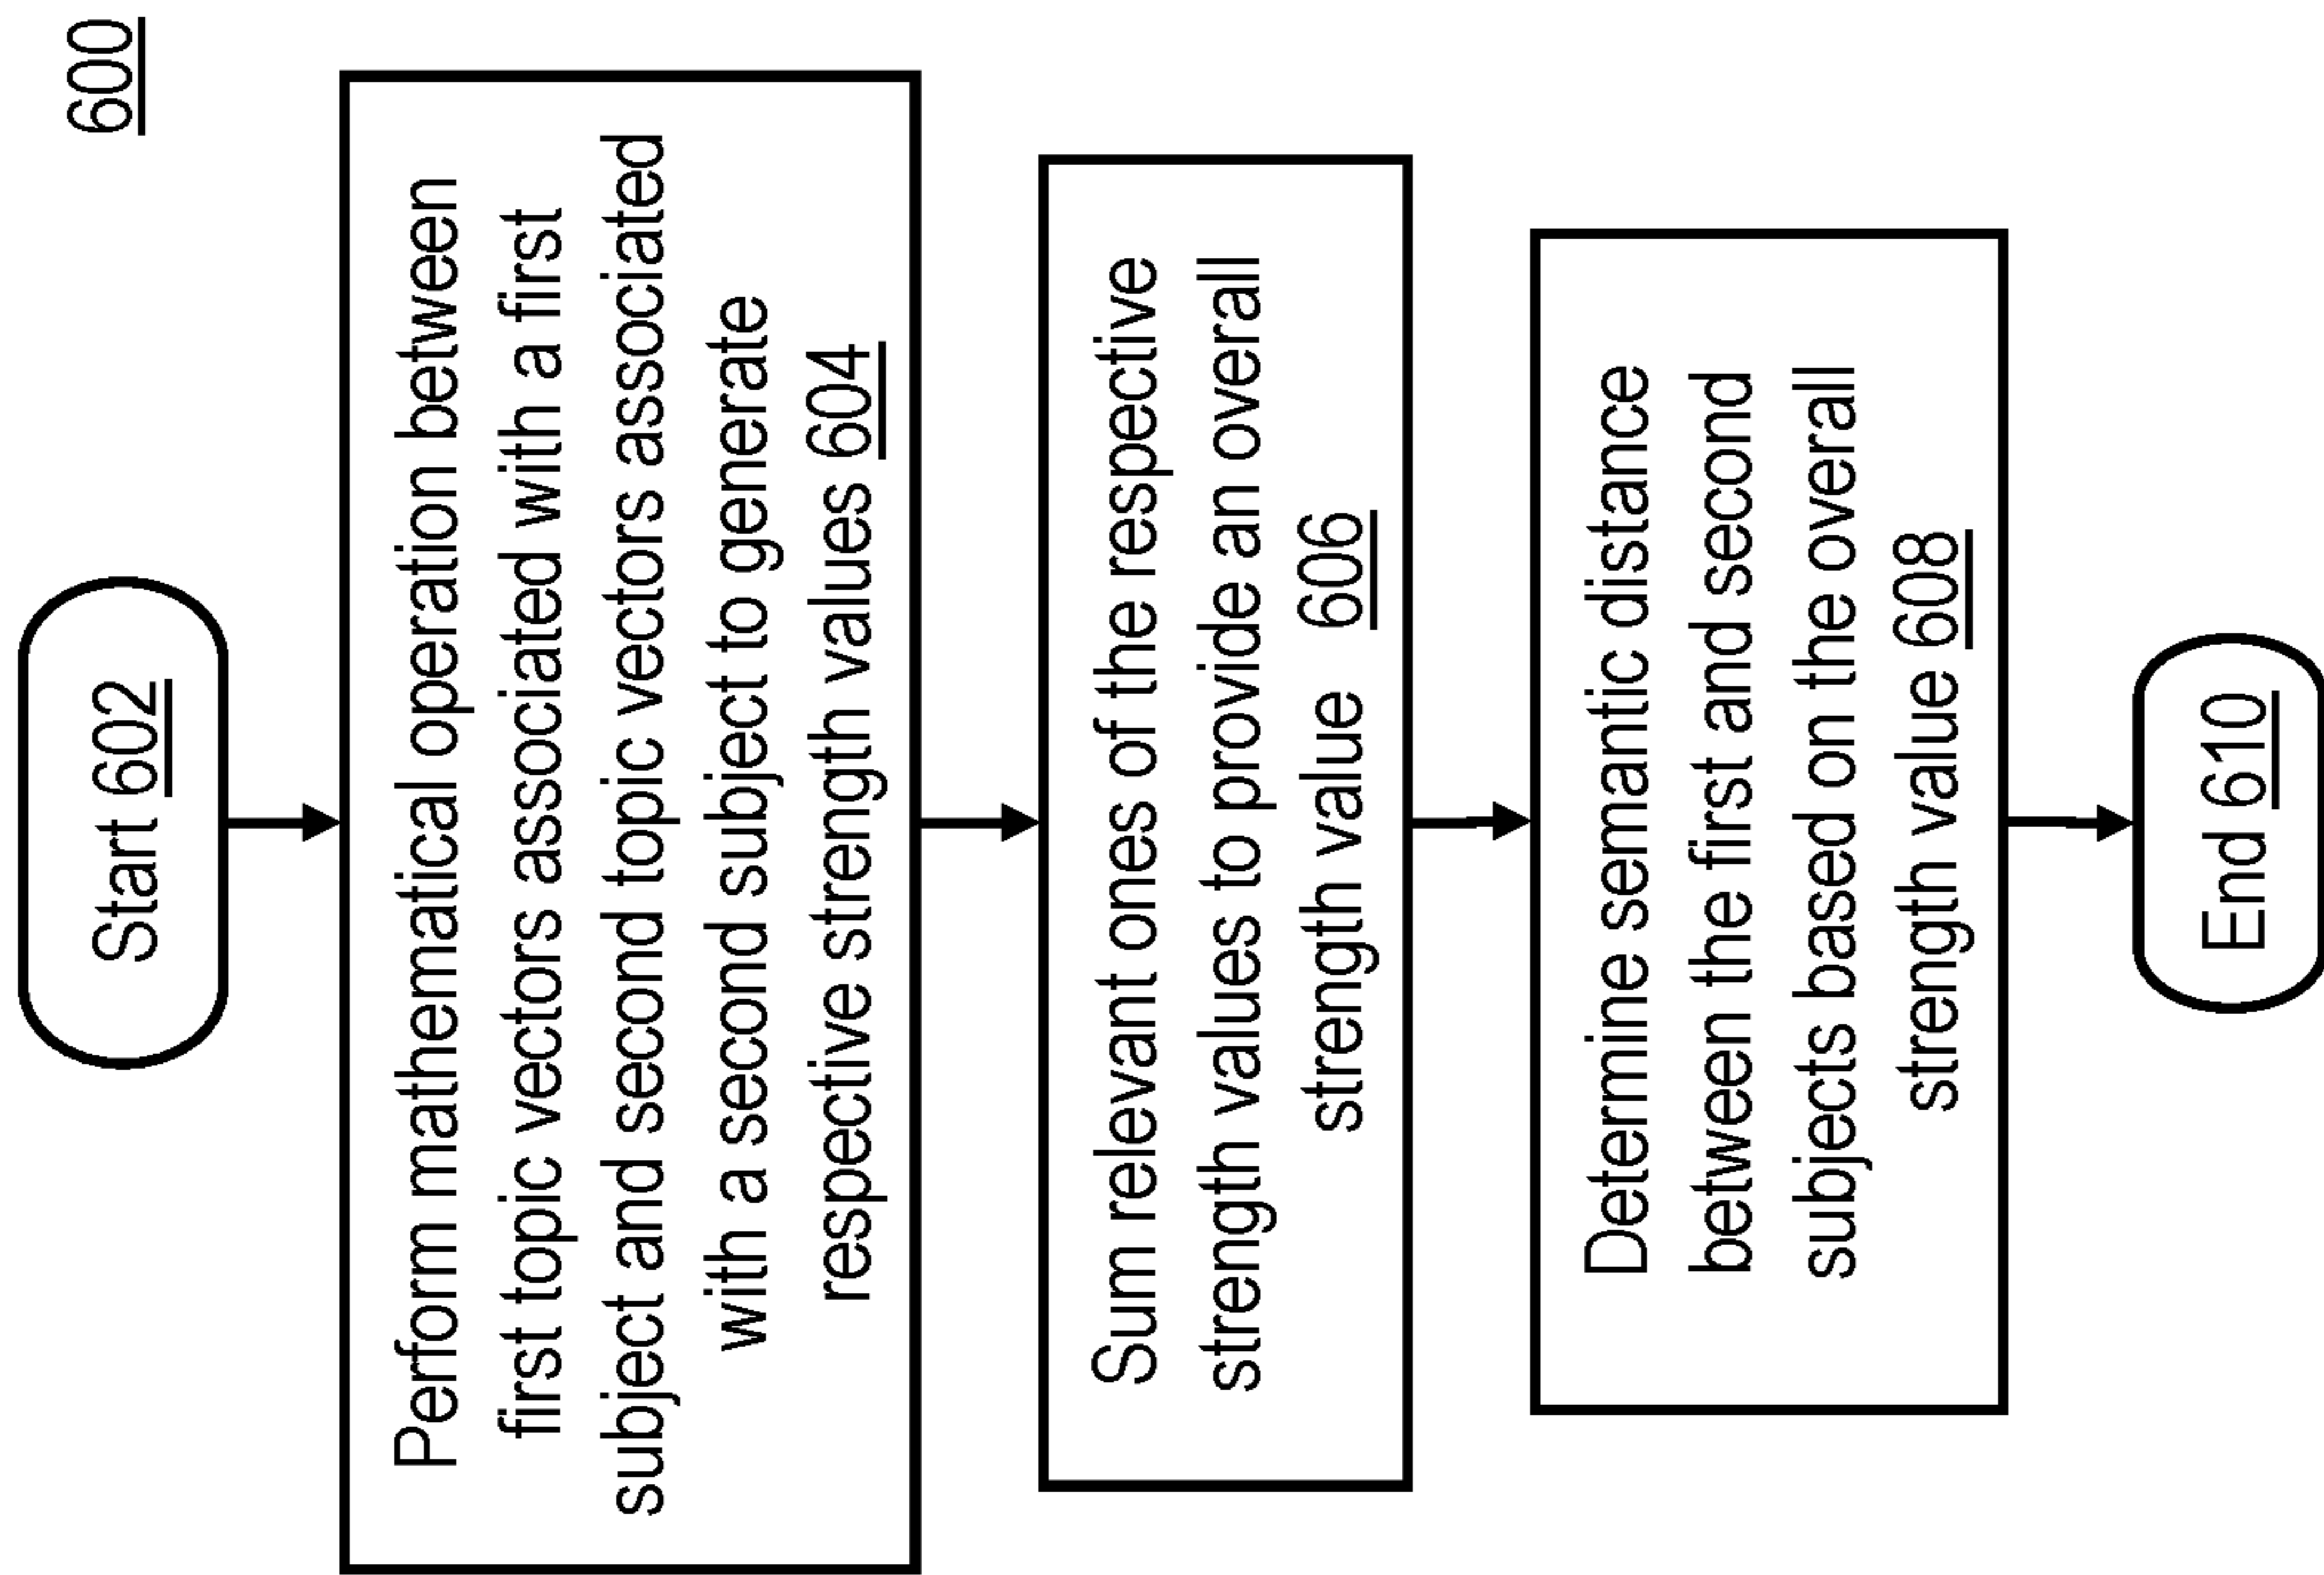 600
Start 602
Perform mathematical operation between
first topic vectors associated with a first
subject and second topic vectors associated
with a second subject to generate
respective strength values 604
Sum relevant ones of the respective
strength values to provide an overall
strength value 606
Determine semantic distance
between the first and second
subjects based on the overall
strength value 608
End 610